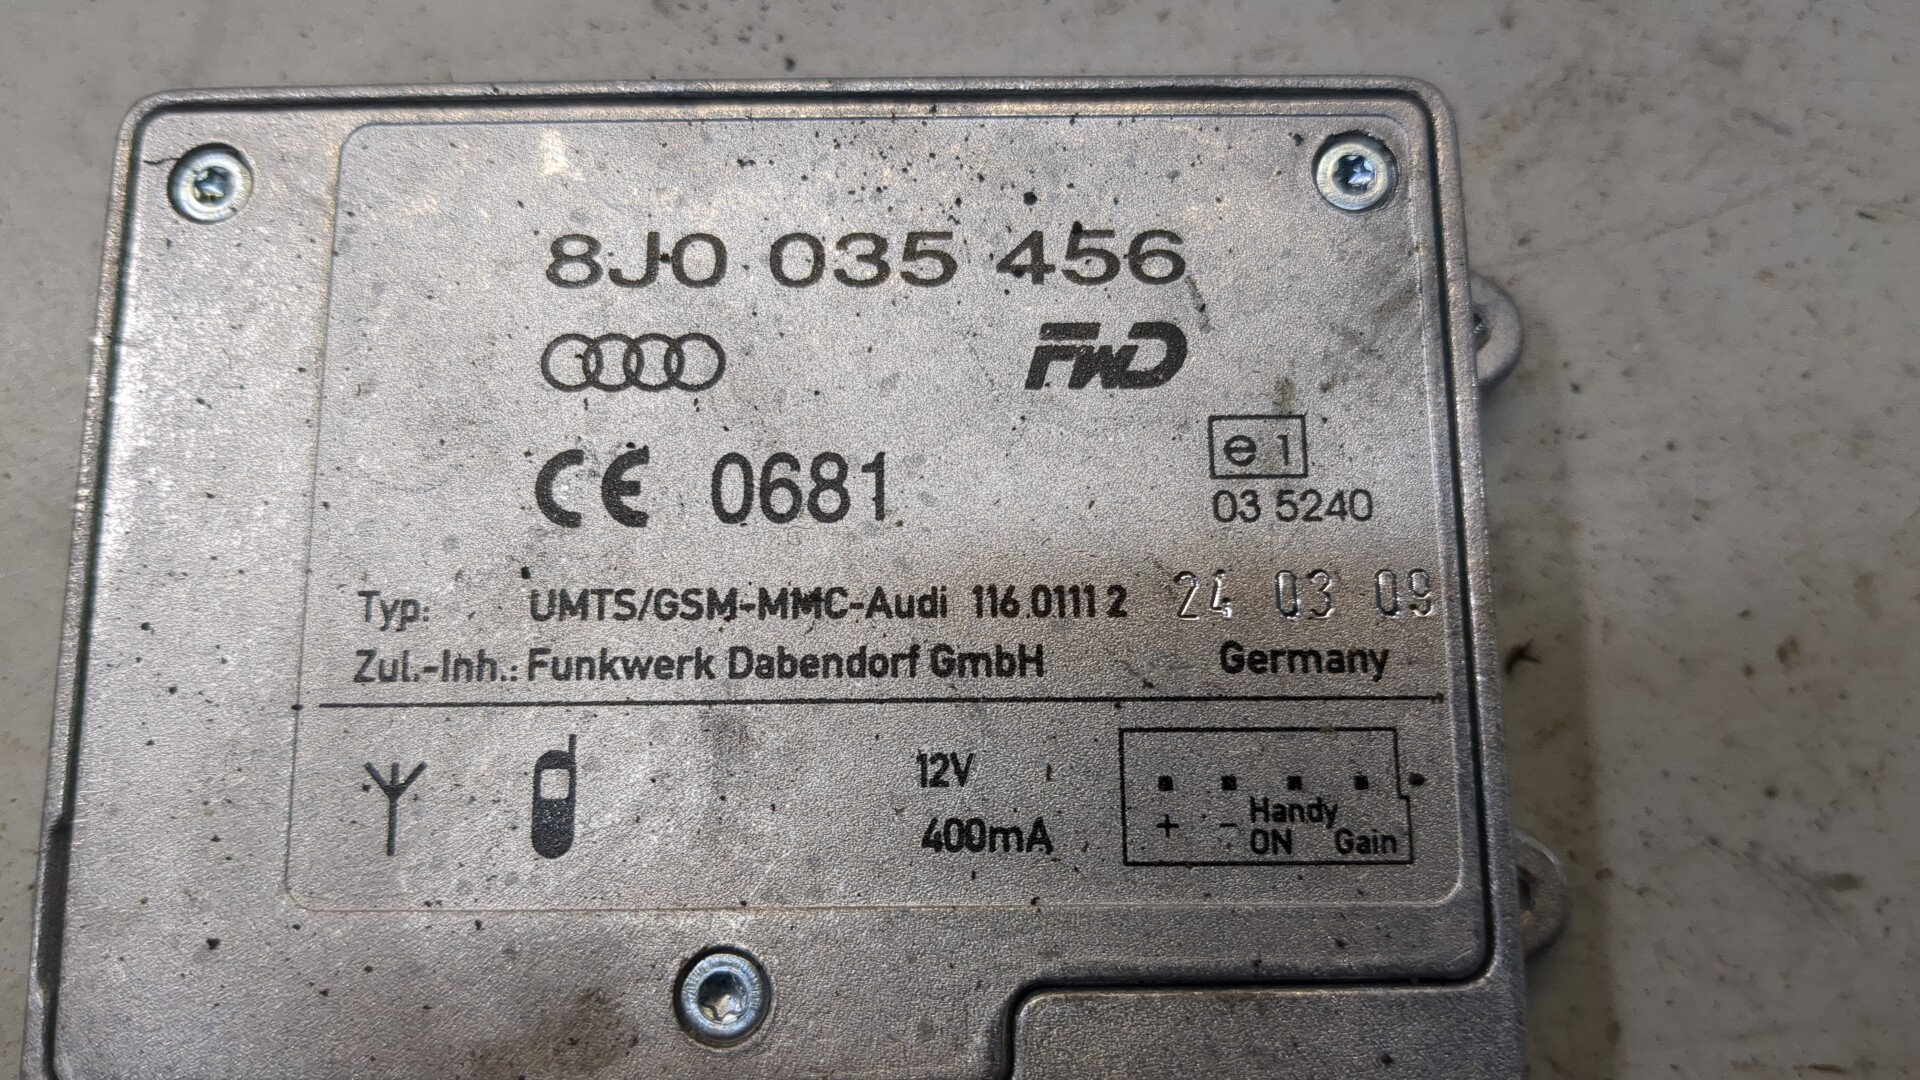 8J0 035 456
FWD
CE 0681
e 1
03 5240
Typ: UMTS/GSM-MMC-Audi 116.0111 2 24 03 09
Zul.-Inh.: Funkwerk Dabendorf GmbH Germany
12V
400mA
+ - Handy ON Gain